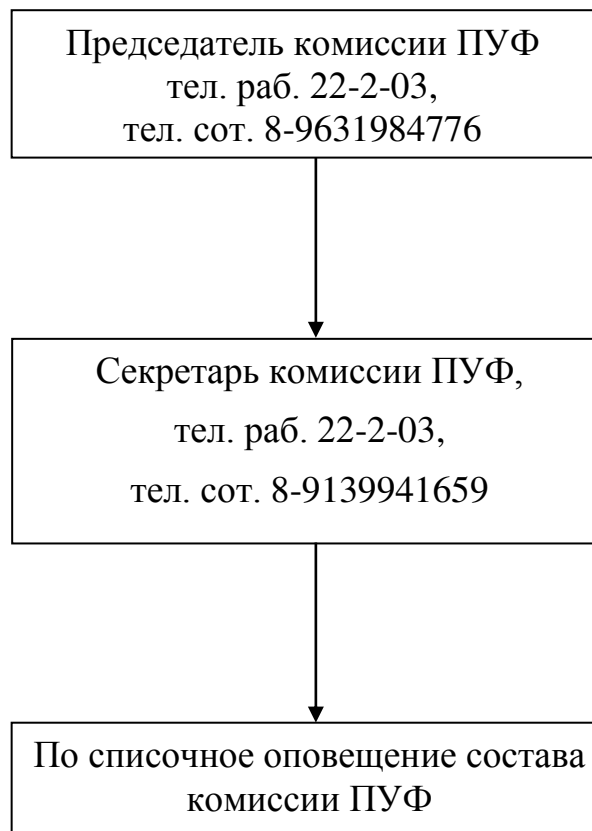 Председатель комиссии ПУФ
тел. раб. 22-2-03,
тел. сот. 8-9631984776
Секретарь комиссии ПУФ,
тел. раб. 22-2-03,
тел. сот. 8-9139941659
По списочное оповещение состава
комиссии ПУФ